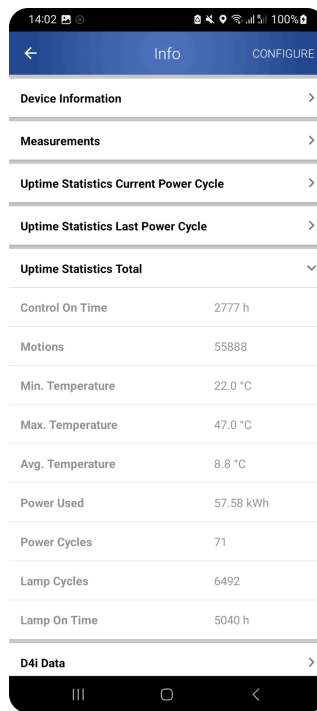 14:02 100%
Info CONFIGURE
Device Information
Measurements
Uptime Statistics Current Power Cycle
Uptime Statistics Last Power Cycle
Uptime Statistics Total
Control On Time 2777 h
Motions 55888
Min. Temperature 22.0 °C
Max. Temperature 47.0 °C
Avg. Temperature 8.8 °C
Power Used 57.58 kWh
Power Cycles 71
Lamp Cycles 6492
Lamp On Time 5040 h
D4i Data